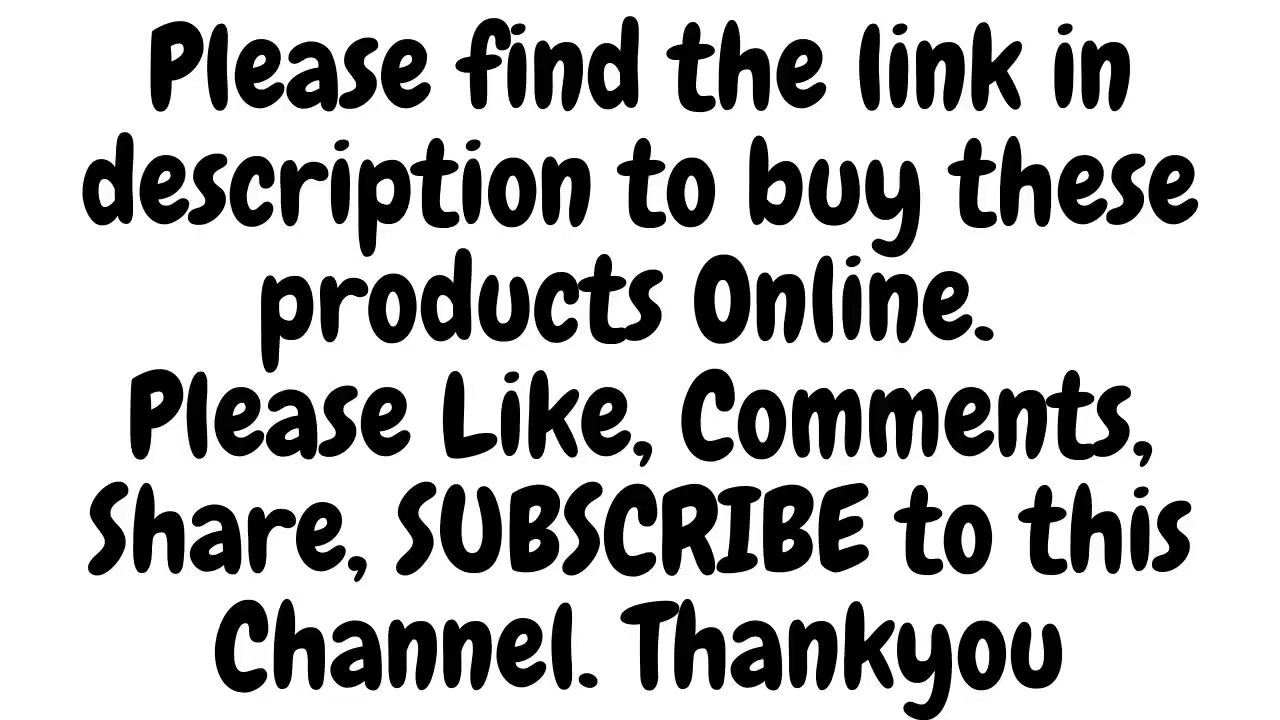 Please find the link in
description to buy these
products Online.
Please Like, Comments,
Share, SUBSCRIBE to this
Channel. Thankyou